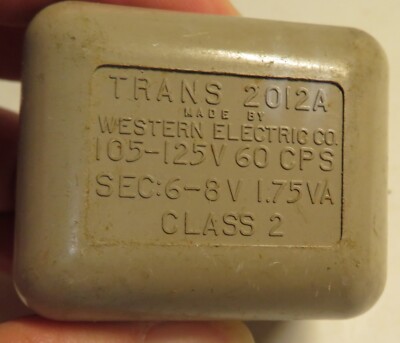 TRANS 2012A
MADE BY
WESTERN ELECTRIC CO.
105-125V 60 CPS
SEC:6-8V 1.75VA
CLASS 2